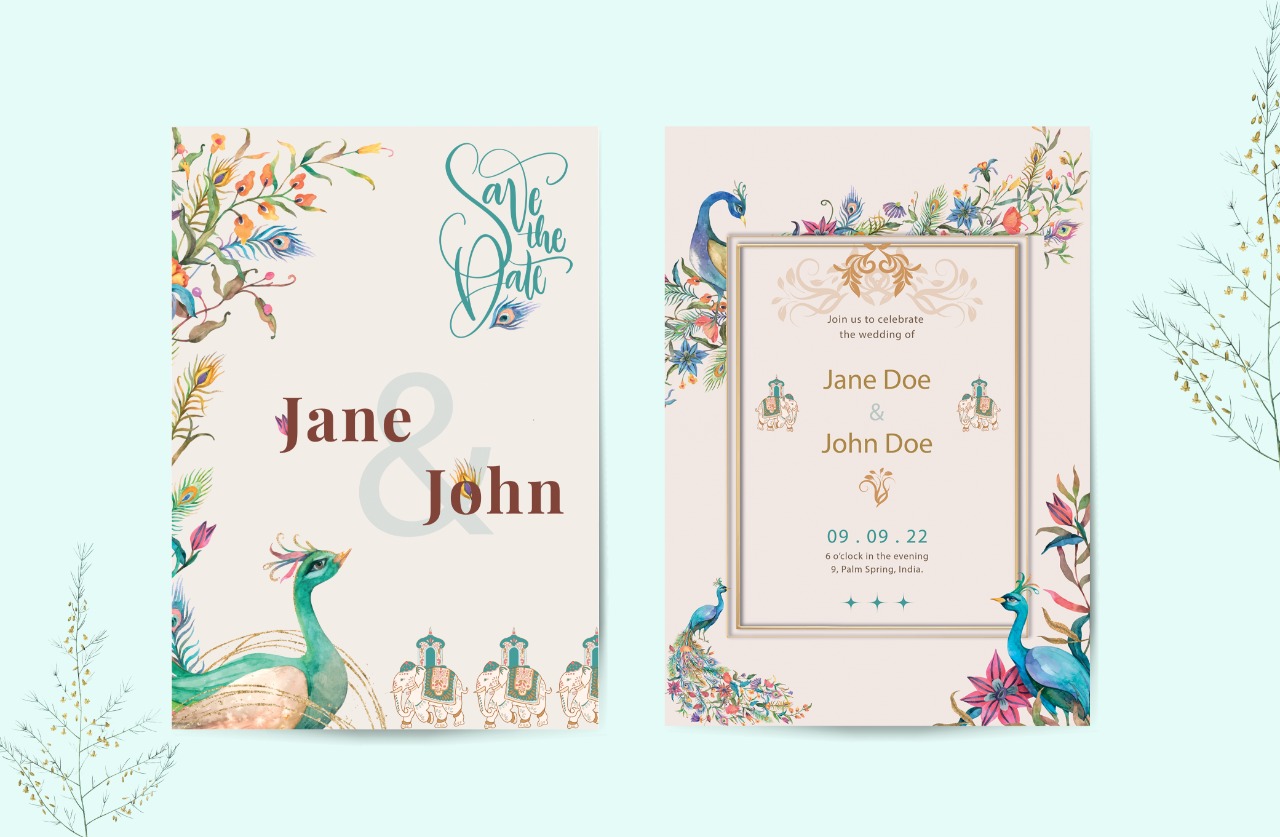 Save
the
Date
Jane
&
John
Join us to celebrate
the wedding of
Jane Doe
&
John Doe
09 . 09 . 22
6 o'clock in the evening
9, Palm Spring, India.